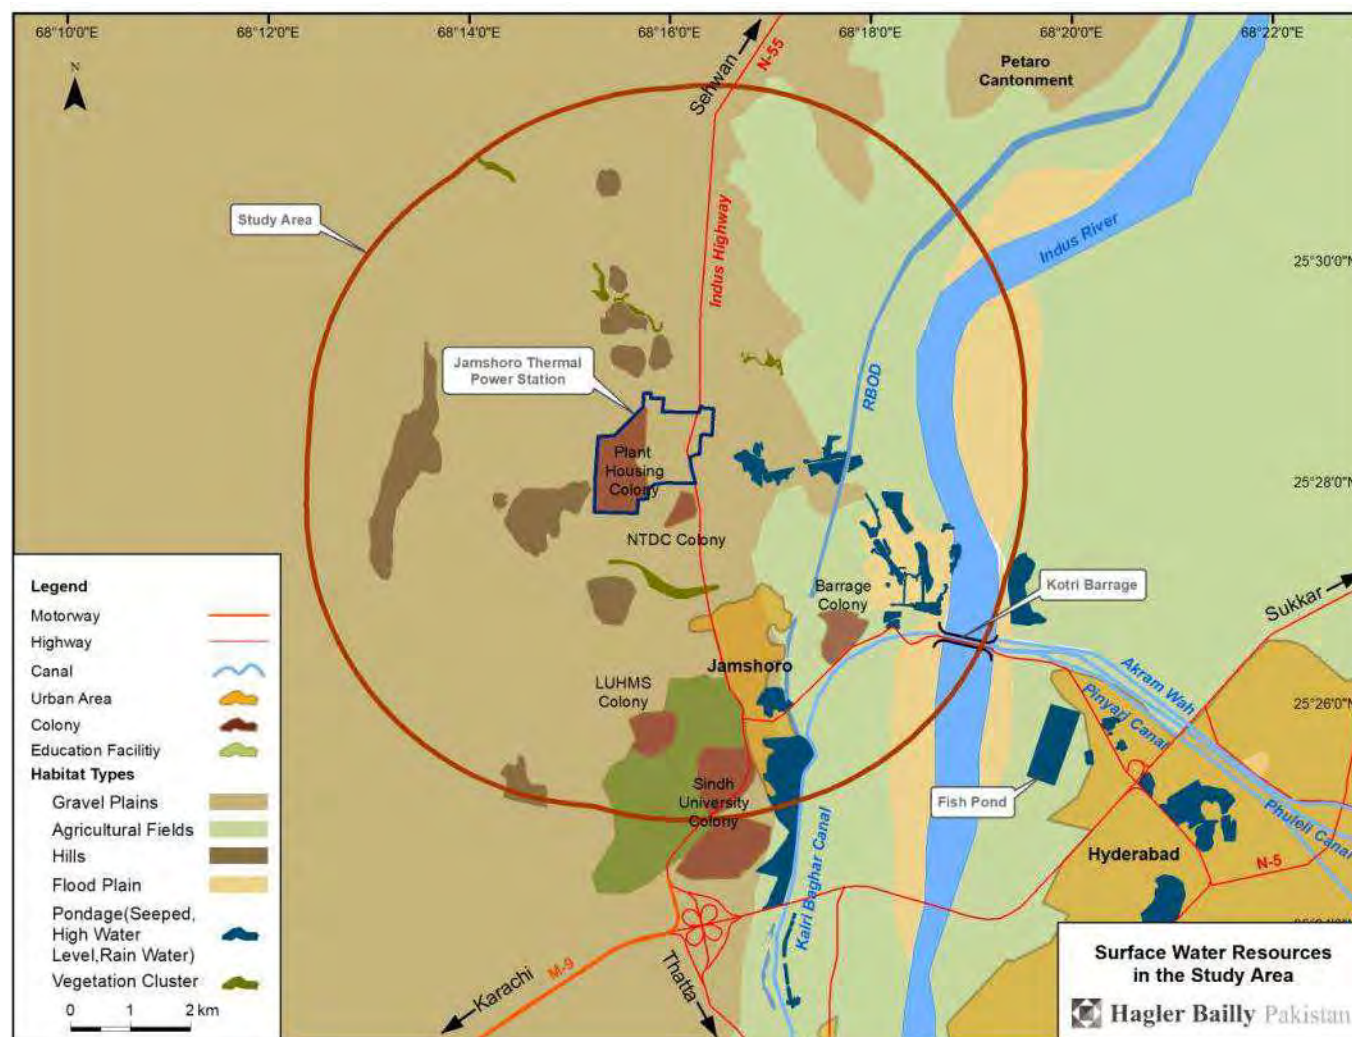 68°10'0"E
68°12'0"E
68°14'0"E
68°16'0"E
68°18'0"E
68°20'0"E
68°22'0"E
N
Sehwan
N-55
Petaro
Cantonment
Study Area
Indus Highway
Indus River
25°30'0"N
RBOD
Jamshoro Thermal
Power Station
Plant
Housing
Colony
25°28'0"N
NTDC Colony
Barrage
Colony
Kotri Barrage
Sukkar
Jamshoro
LUHMS
Colony
Akram Wah
Pinyari Canal
25°26'0"N
Sindh
University
Colony
Fish Pond
Phuleli Canal
Kalri Baghar Canal
Hyderabad
N-5
Karachi
M-9
Thatta
Legend
Motorway
Highway
Canal
Urban Area
Colony
Education Facilitiy
Habitat Types
Gravel Plains
Agricultural Fields
Hills
Flood Plain
Pondage(Seeped,
High Water
Level,Rain Water)
Vegetation Cluster
0 1 2 km
Surface Water Resources
in the Study Area
Hagler Bailly Pakistan